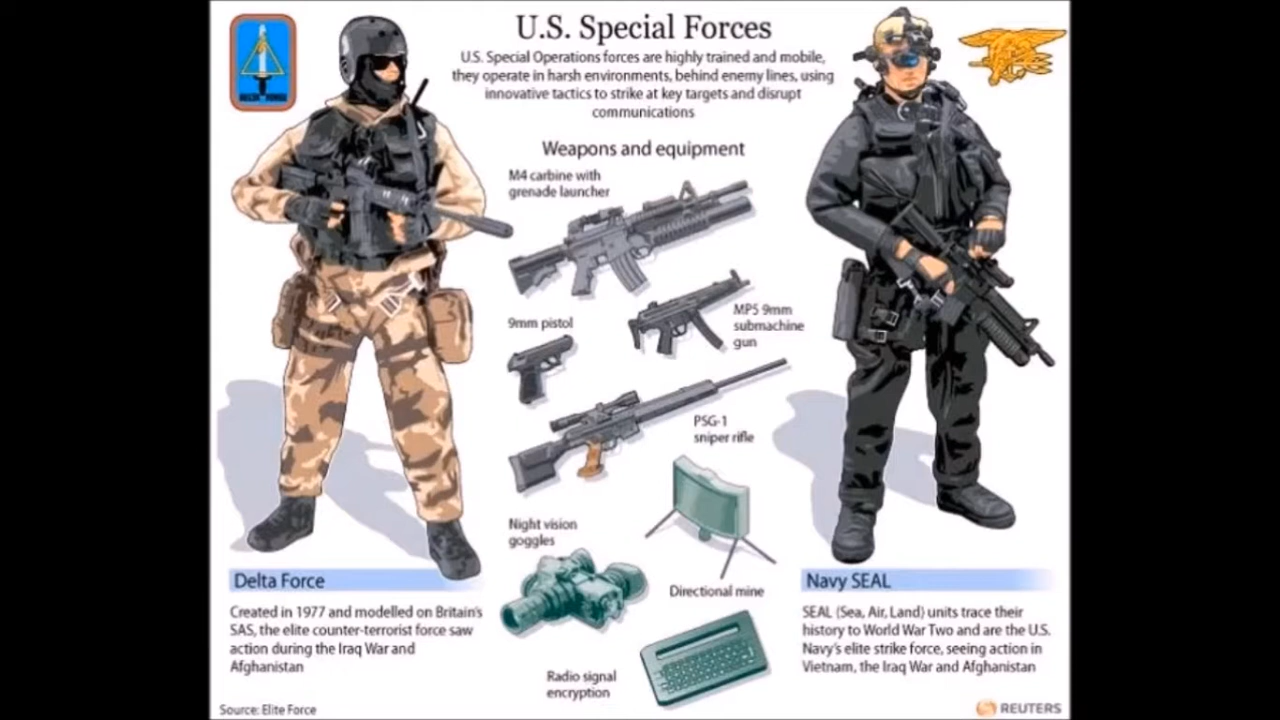 U.S. Special Forces
U.S. Special Operations forces are highly trained and mobile,
they operate in harsh environments, behind enemy lines, using
innovative tactics to strike at key targets and disrupt
communications
Weapons and equipment
M4 carbine with
grenade launcher
MP5 9mm
submachine
gun
9mm pistol
PSG-1
sniper rifle
Night vision
goggles
Directional mine
Radio signal
encryption
DELTA FORCE
Delta Force
Created in 1977 and modelled on Britain's
SAS, the elite counter-terrorist force saw
action during the Iraq War and
Afghanistan
Navy SEAL
SEAL (Sea, Air, Land) units trace their
history to World War Two and are the U.S.
Navy's elite strike force, seeing action in
Vietnam, the Iraq War and Afghanistan
Source: Elite Force
REUTERS